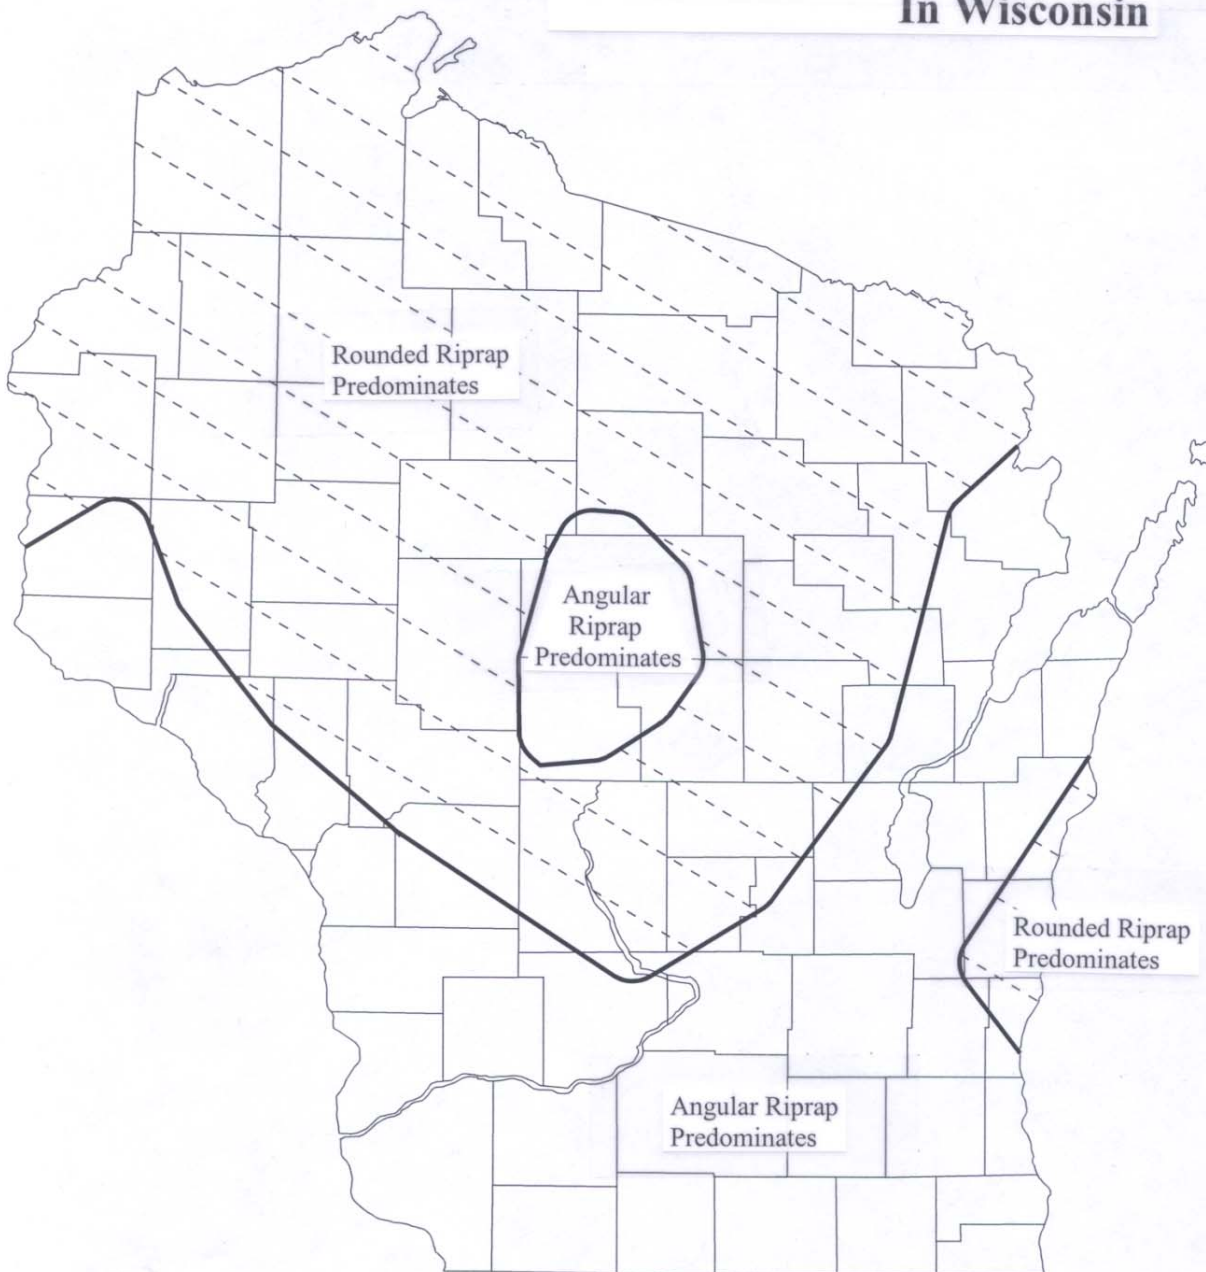 In Wisconsin
Rounded Riprap
Predominates
Angular
Riprap
Predominates
Rounded Riprap
Predominates
Angular Riprap
Predominates